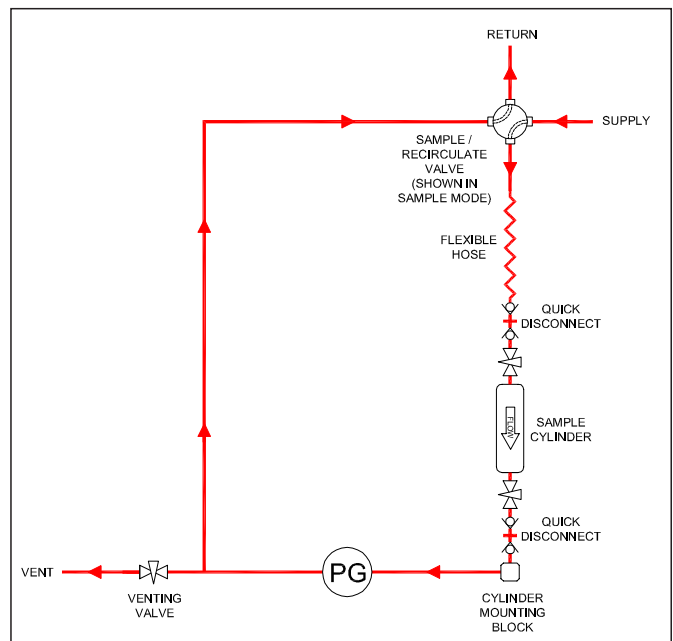 RETURN
SUPPLY
SAMPLE /
RECIRCULATE
VALVE
(SHOWN IN
SAMPLE MODE)
FLEXIBLE
HOSE
QUICK
DISCONNECT
FLOW
SAMPLE
CYLINDER
QUICK
DISCONNECT
VENT
PG
VENTING
VALVE
CYLINDER
MOUNTING
BLOCK